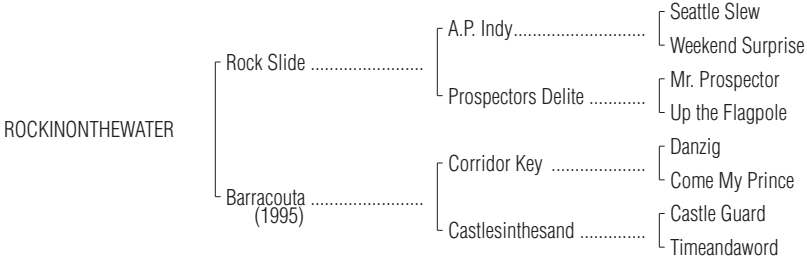 Seattle Slew
A.P. Indy..........................
Weekend Surprise
Rock Slide ......................
Mr. Prospector
Prospectors Delite ...........
Up the Flagpole
ROCKINONTHEWATER
Danzig
Corridor Key ..................
Come My Prince
Barracouta ......................
(1995)
Castle Guard
Castlesinthesand .............
Timeandaword